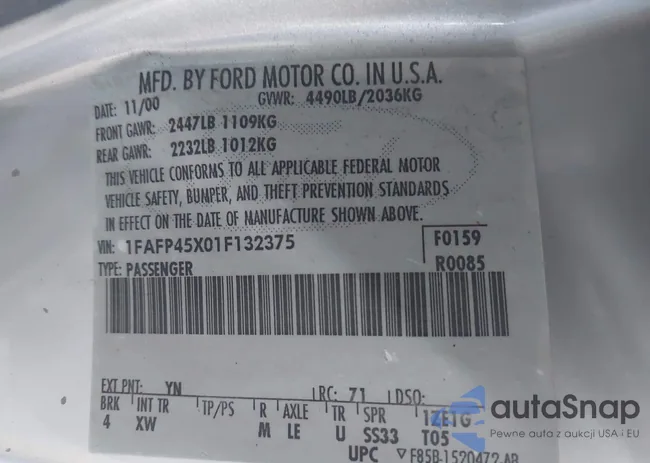 MFD. BY FORD MOTOR CO. IN U.S.A.
DATE: 11/00 GVWR: 4490LB/2036KG
FRONT GAWR: 2447LB 1109KG
REAR GAWR: 2232LB 1012KG
THIS VEHICLE CONFORMS TO ALL APPLICABLE FEDERAL MOTOR
VEHICLE SAFETY, BUMPER, AND THEFT PREVENTION STANDARDS
IN EFFECT ON THE DATE OF MANUFACTURE SHOWN ABOVE.
VIN: 1FAFP45X01F132375 F0159
TYPE: PASSENGER R0085
EXT PNT: YN RC: 71 DSO:
BRK INT TR TP/PS R AXLE TR SPR 1ZE1G
4 XW M LE U SS33 T05
UPC F85B-1520472-AB
autaSnap
Pewne auta z aukcji USA i EU